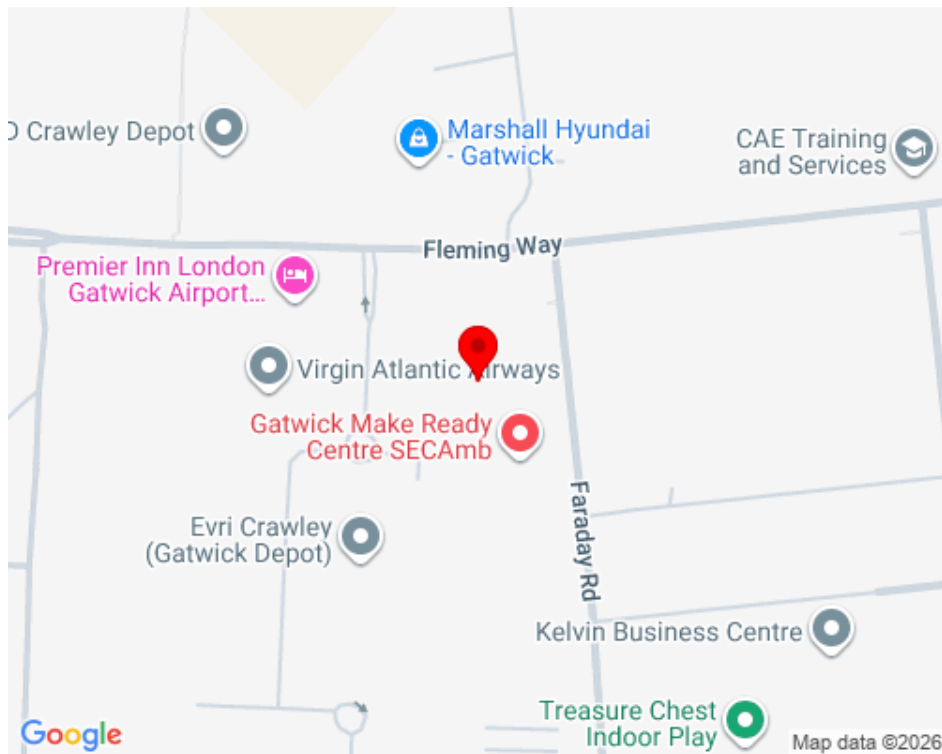 D Crawley Depot
Marshall Hyundai
- Gatwick
CAE Training
and Services
Fleming Way
Premier Inn London
Gatwick Airport...
Virgin Atlantic Airways
Gatwick Make Ready
Centre SECAmb
Faraday Rd
Evri Crawley
(Gatwick Depot)
Kelvin Business Centre
Treasure Chest
Indoor Play
Google
Map data ©2026